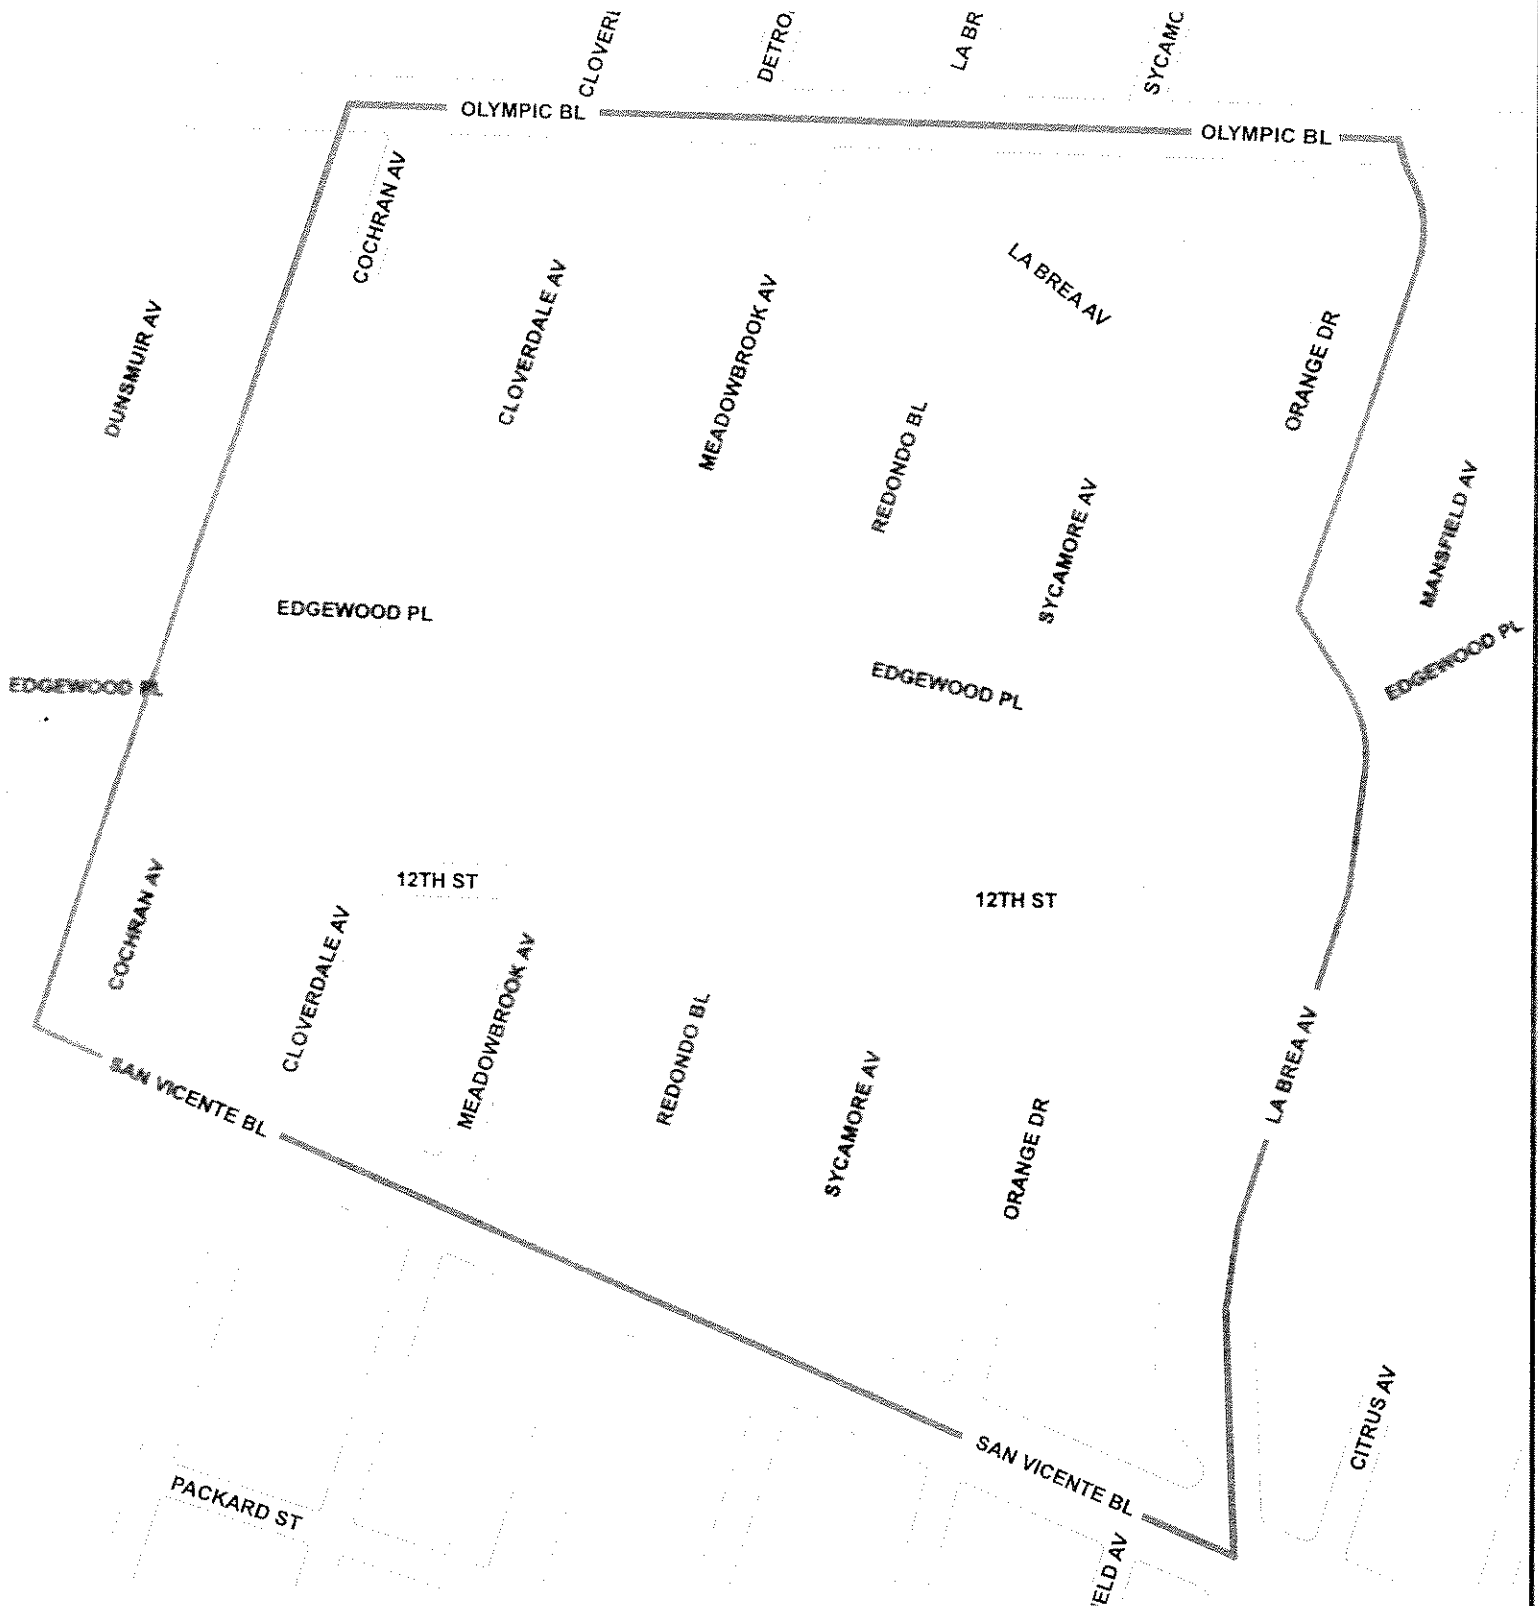 CLOVERL
DETRO
LA BR
SYCAMO
OLYMPIC BL
OLYMPIC BL
COCHRAN AV
CLOVERDALE AV
MEADOWBROOK AV
LA BREA AV
DUNSMUIR AV
ORANGE DR
REDONDO BL
SYCAMORE AV
MANSFIELD AV
EDGEWOOD PL
EDGEWOOD PL
EDGEWOOD PL
EDGEWOOD PL
12TH ST
12TH ST
COCHRAN AV
CLOVERDALE AV
MEADOWBROOK AV
REDONDO BL
SYCAMORE AV
ORANGE DR
LA BREA AV
SAN VICENTE BL
SAN VICENTE BL
CITRUS AV
PACKARD ST
IELD AV